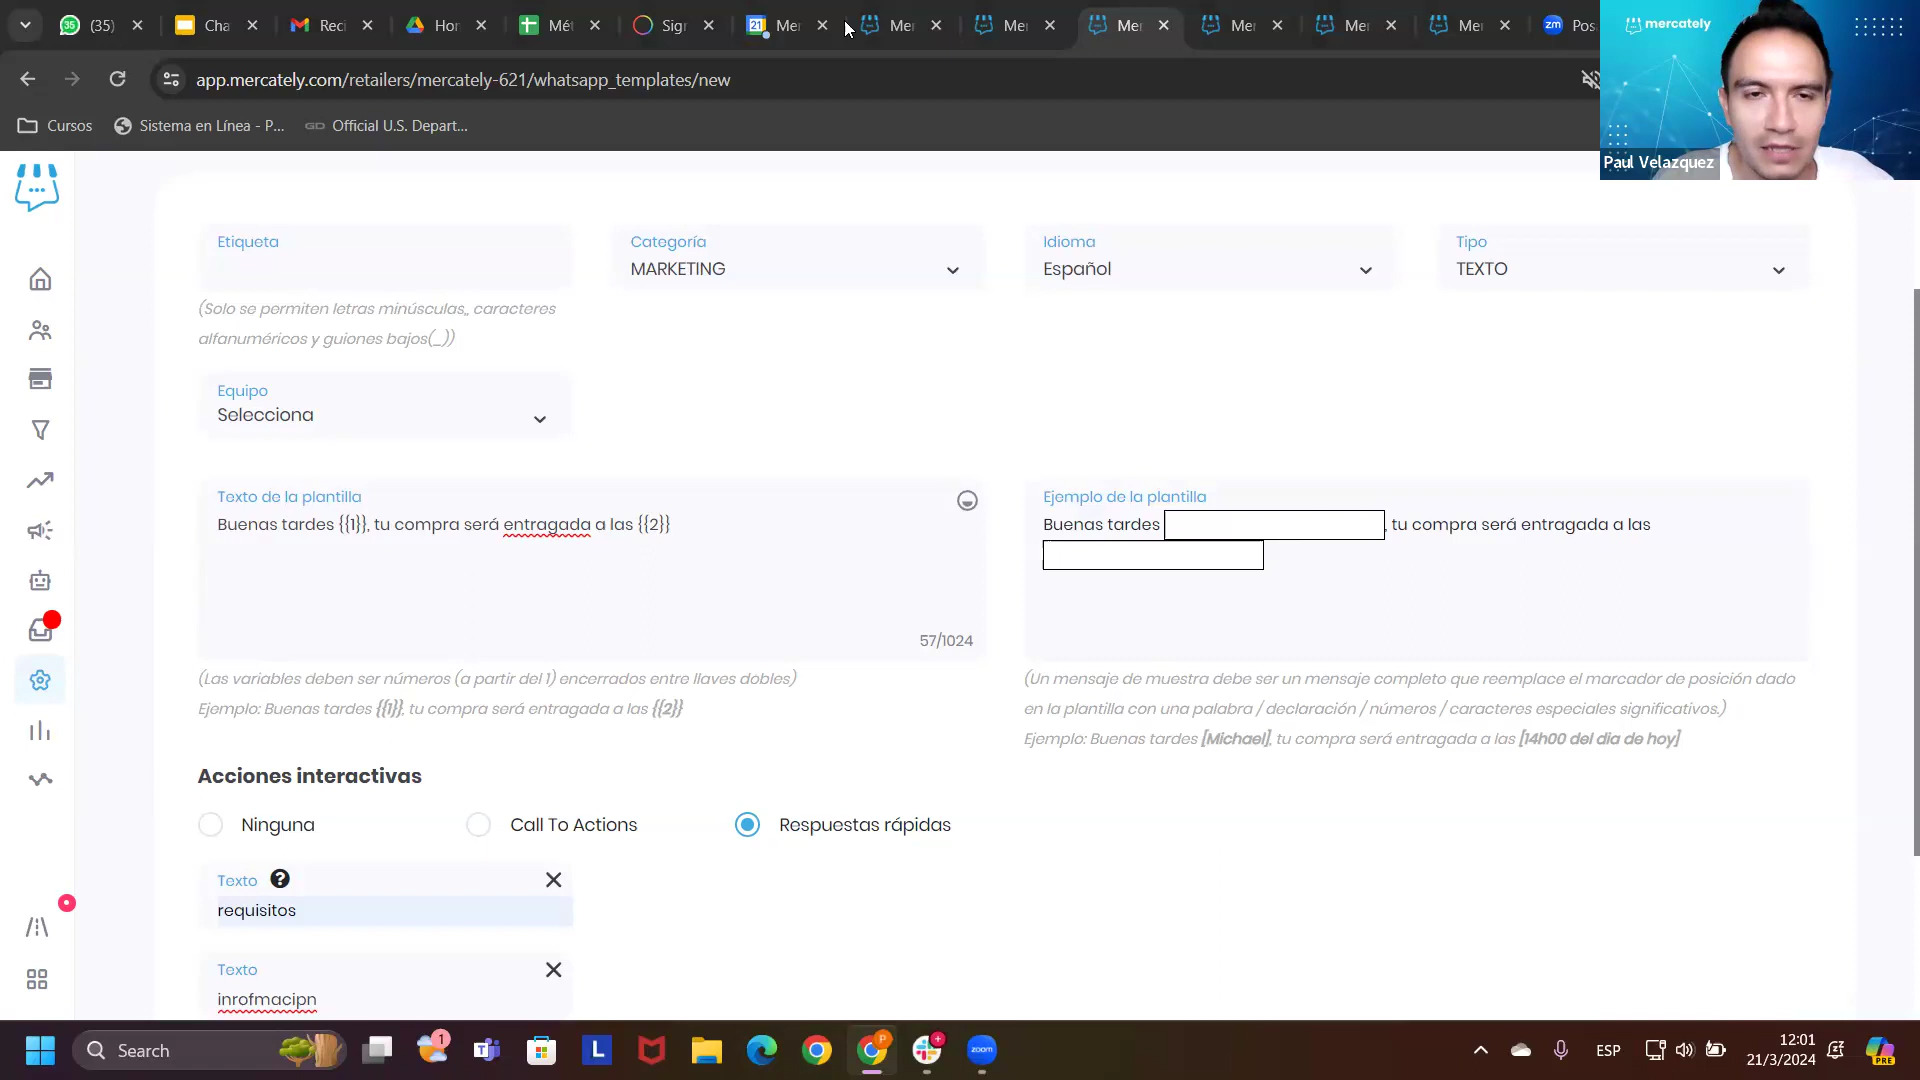 (35)
Cha
Reci
Hor
Mét
Sigr
21
Mer
Mer
Mer
Mer
Mer
Mer
Mer
zm
Pos
mercately
app.mercately.com/retailers/mercately-621/whatsapp_templates/new
Cursos
Sistema en Línea - P...
GD
Official U.S. Depart...
Paul Velazquez
Etiqueta
Categoría
MARKETING
Idioma
Español
Tipo
TEXTO
(Solo se permiten letras minúsculas,, caracteres
alfanuméricos y guiones bajos(_))
Equipo
Selecciona
Texto de la plantilla
Buenas tardes {{1}}, tu compra será entragada a las {{2}}
57/1024
Ejemplo de la plantilla
Buenas tardes , tu compra será entragada a las
(Las variables deben ser números (a partir del 1) encerrados entre llaves dobles)
Ejemplo: Buenas tardes {{1}}, tu compra será entragada a las {{2}}
(Un mensaje de muestra debe ser un mensaje completo que reemplace el marcador de posición dado
en la plantilla con una palabra / declaración / números / caracteres especiales significativos.)
Ejemplo: Buenas tardes [Michael], tu compra será entragada a las [14h00 del dia de hoy]
Acciones interactivas
Ninguna
Call To Actions
Respuestas rápidas
Texto
requisitos
Texto
inrofmacipn
Search
1
L
P
zoom
ESP
12:01
21/3/2024
PRE